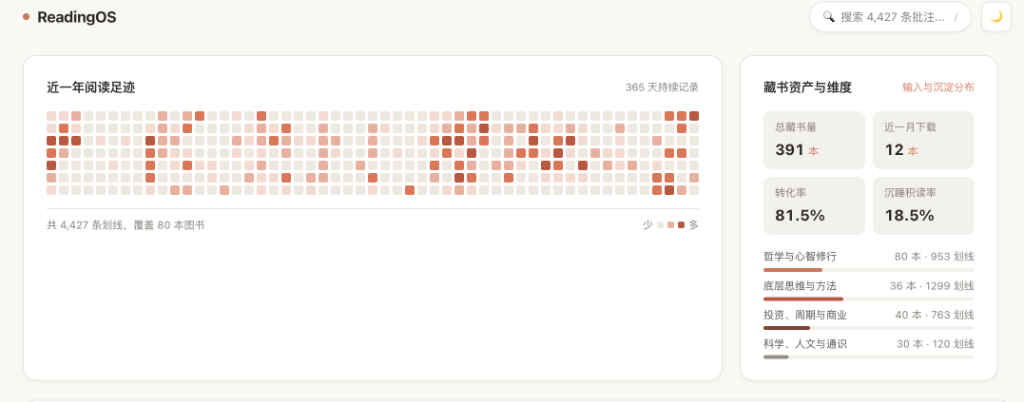 ReadingOS
搜索 4,427 条批注... /
近一年阅读足迹
365 天持续记录
共 4,427 条划线，覆盖 80 本图书
少 多
藏书资产与维度
输入与沉淀分布
总藏书量
391 本
近一月下载
12 本
转化率
81.5%
沉睡积读率
18.5%
哲学与心智修行 80 本 · 953 划线
底层思维与方法 36 本 · 1299 划线
投资、周期与商业 40 本 · 763 划线
科学、人文与通识 30 本 · 120 划线